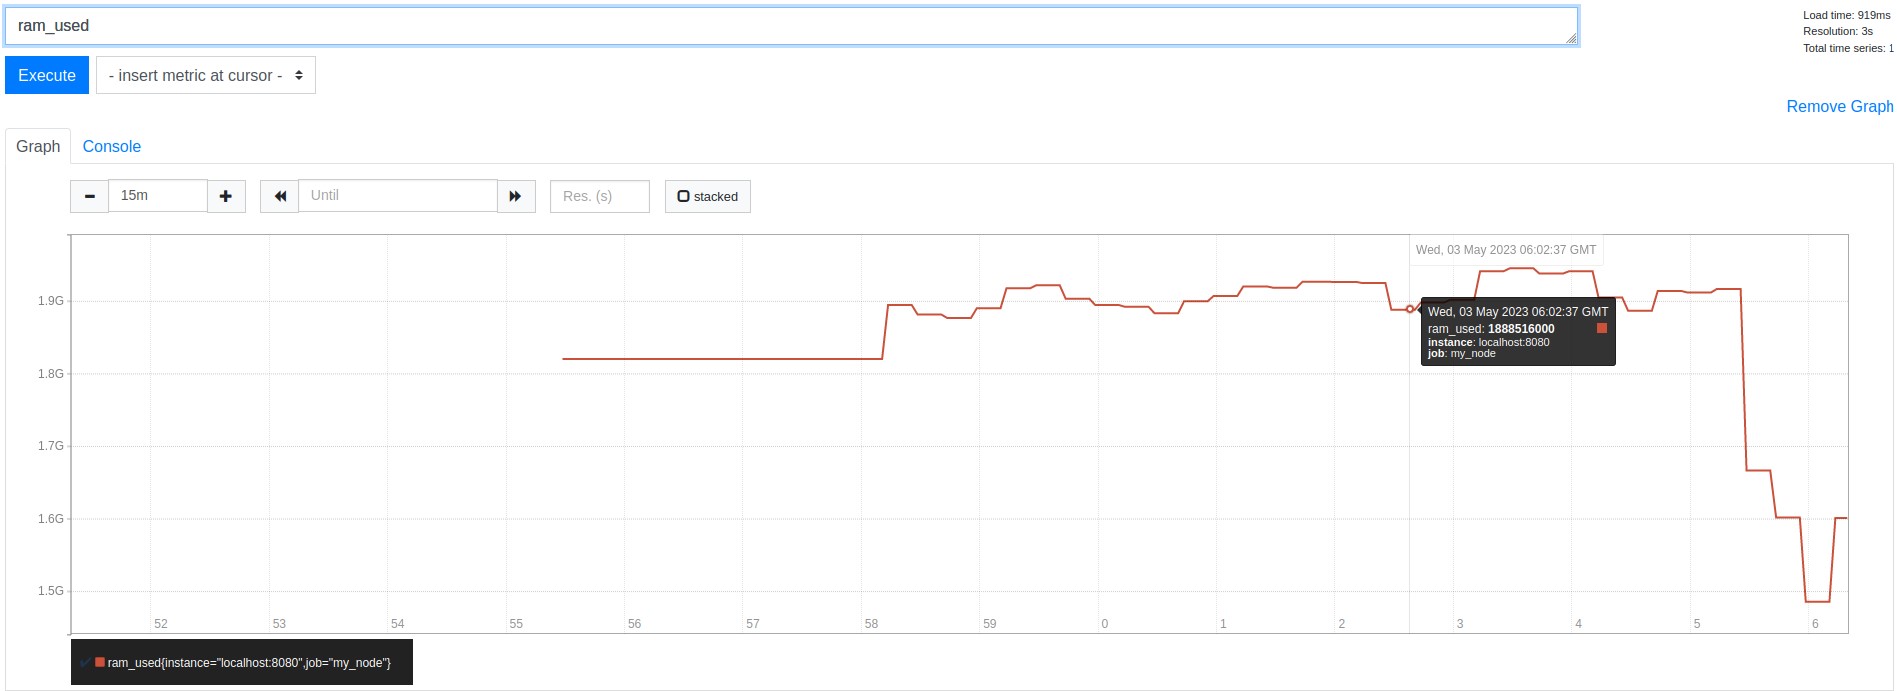 ram_used
Load time: 919ms
Resolution: 3s
Total time series: 1
Execute
- insert metric at cursor -
Remove Graph
Graph
Console
15m
Until
Res. (s)
stacked
Wed, 03 May 2023 06:02:37 GMT
Wed, 03 May 2023 06:02:37 GMT
ram_used: 1888516000
instance: localhost:8080
job: my_node
1.9G
1.8G
1.7G
1.6G
1.5G
52 53 54 55 56 57 58 59 0 1 2 3 4 5 6
ram_used{instance="localhost:8080",job="my_node"}